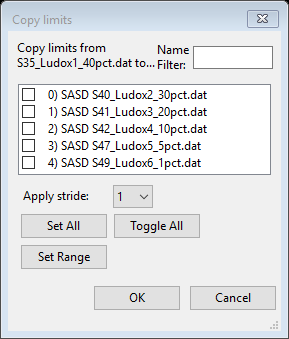 Copy limits
Copy limits from
S35_Ludox1_40pct.dat to...
Name
Filter:
0) SASD S40_Ludox2_30pct.dat
1) SASD S41_Ludox3_20pct.dat
2) SASD S42_Ludox4_10pct.dat
3) SASD S47_Ludox5_5pct.dat
4) SASD S49_Ludox6_1pct.dat
Apply stride: 1
Set All Toggle All
Set Range
OK Cancel